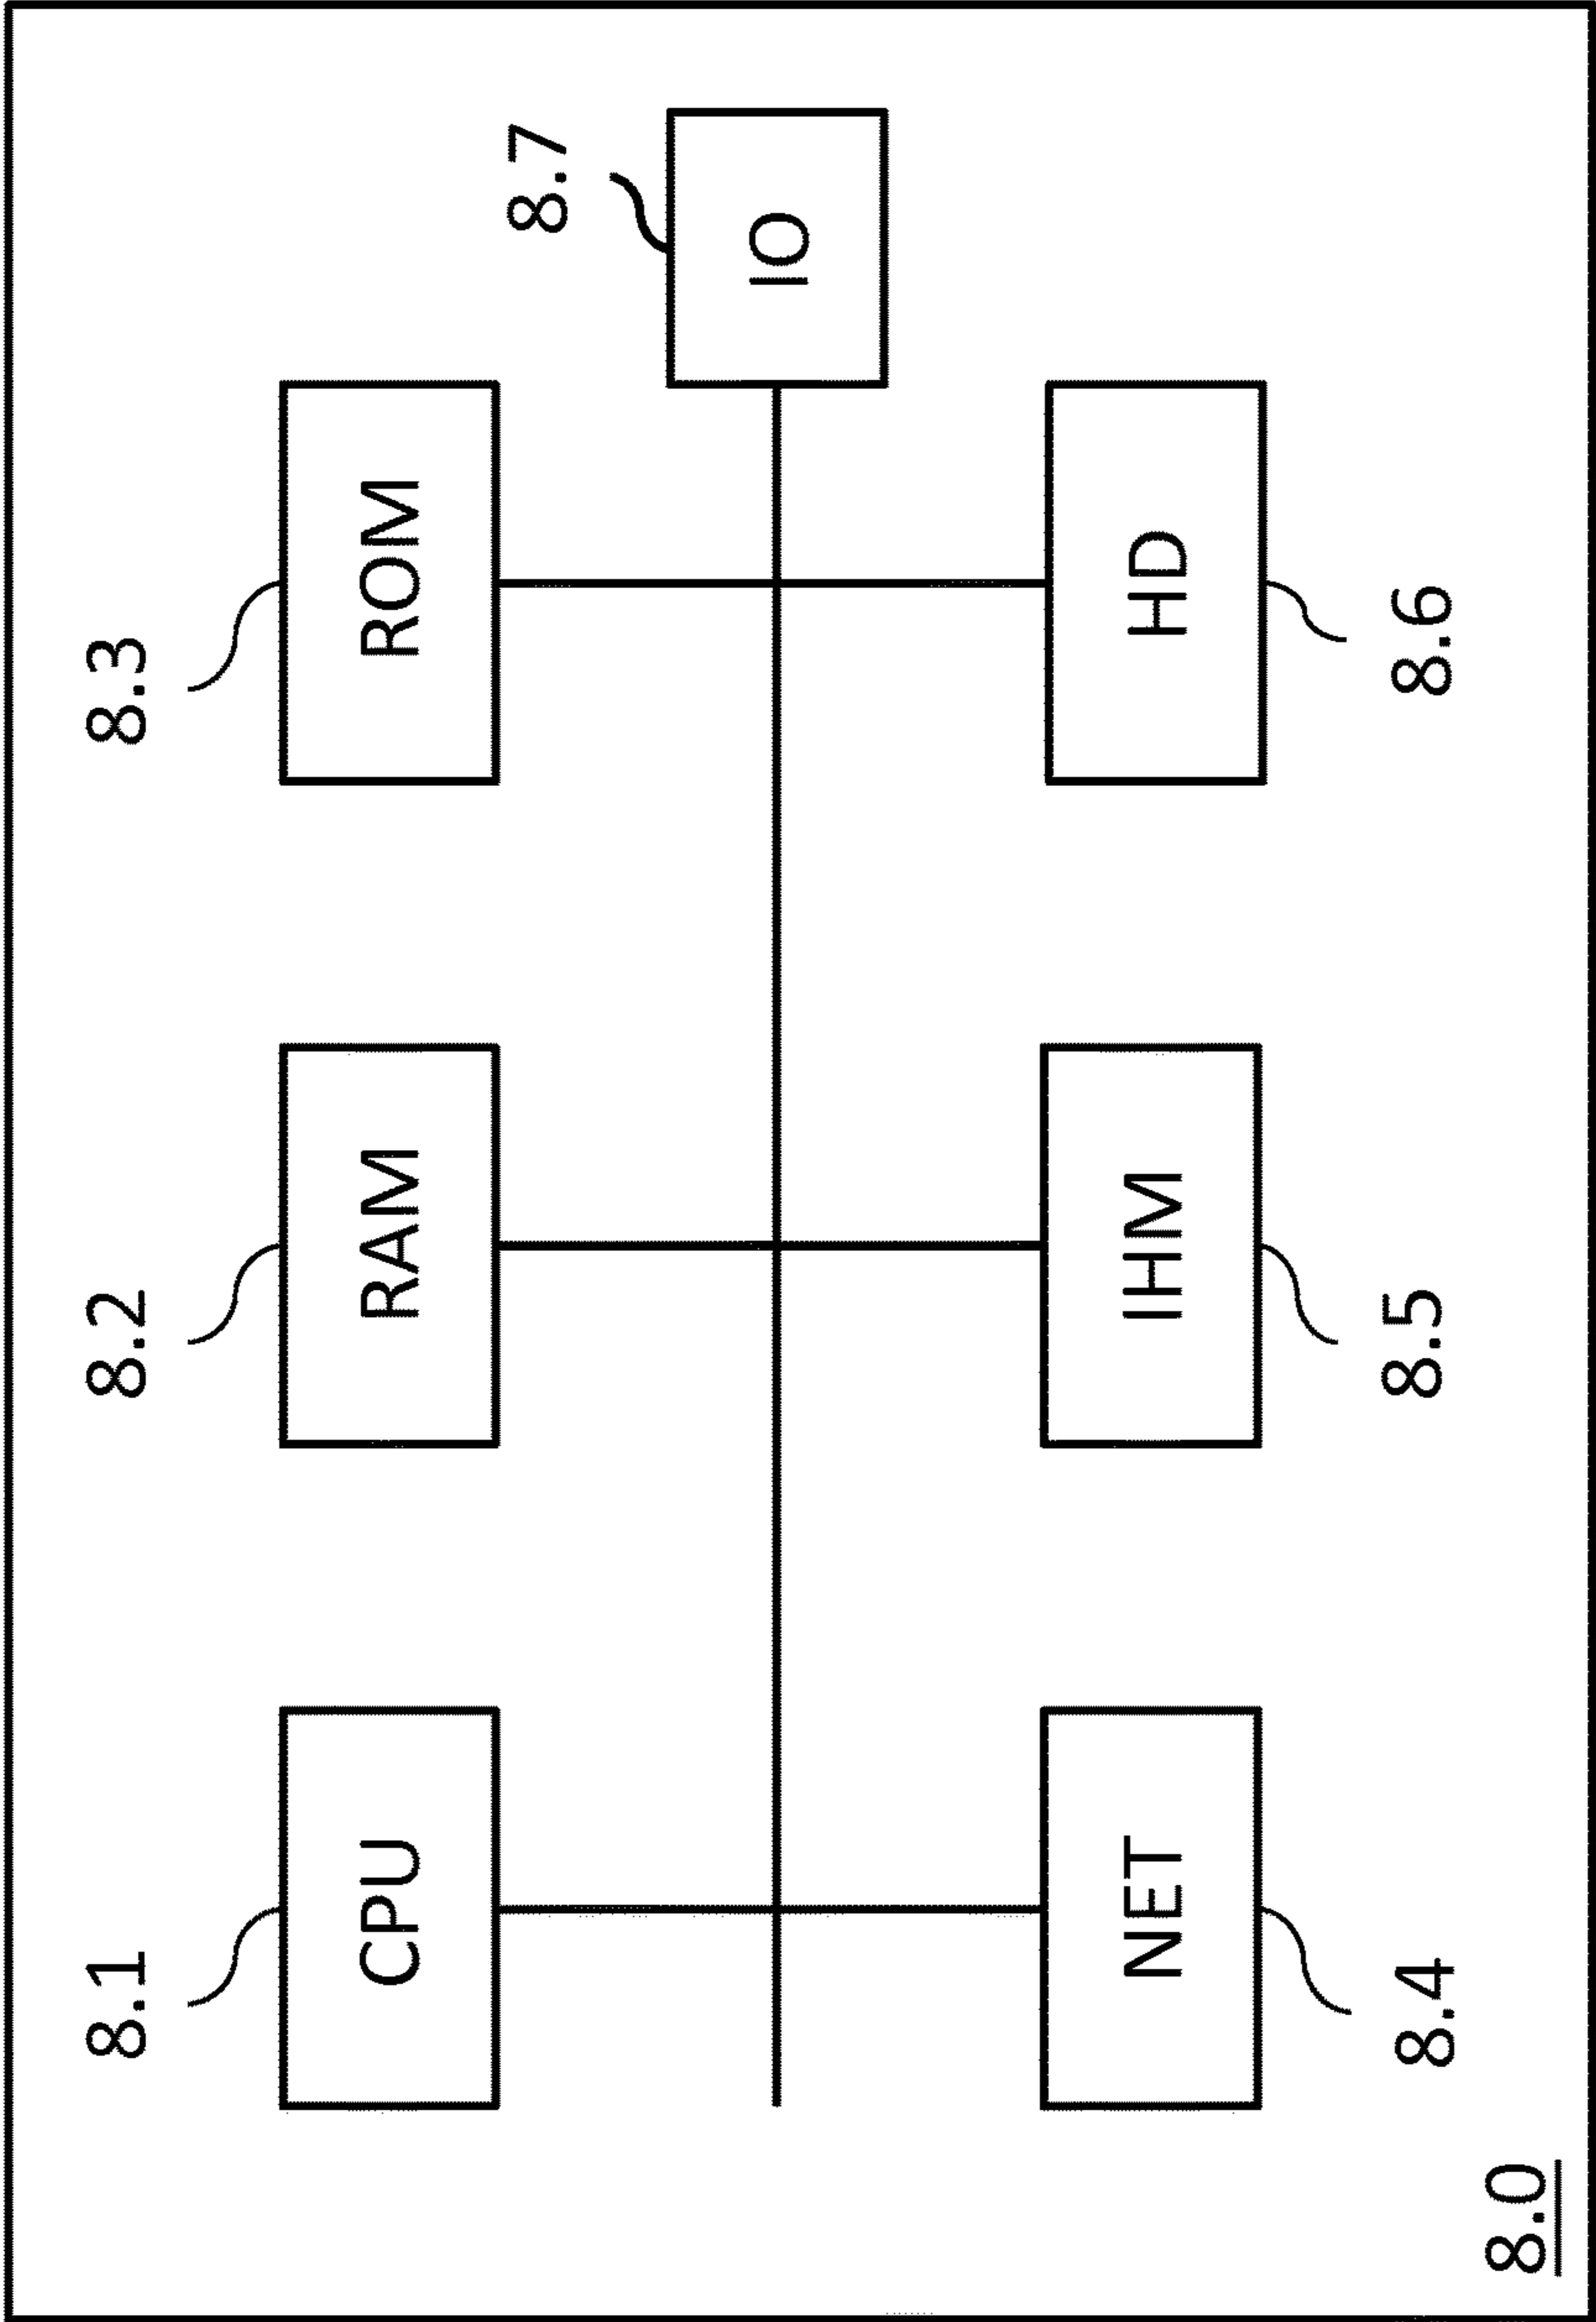 8.1
8.2
8.3
CPU
RAM
ROM
8.7
IO
NET
IHM
HD
8.4
8.5
8.6
8.0